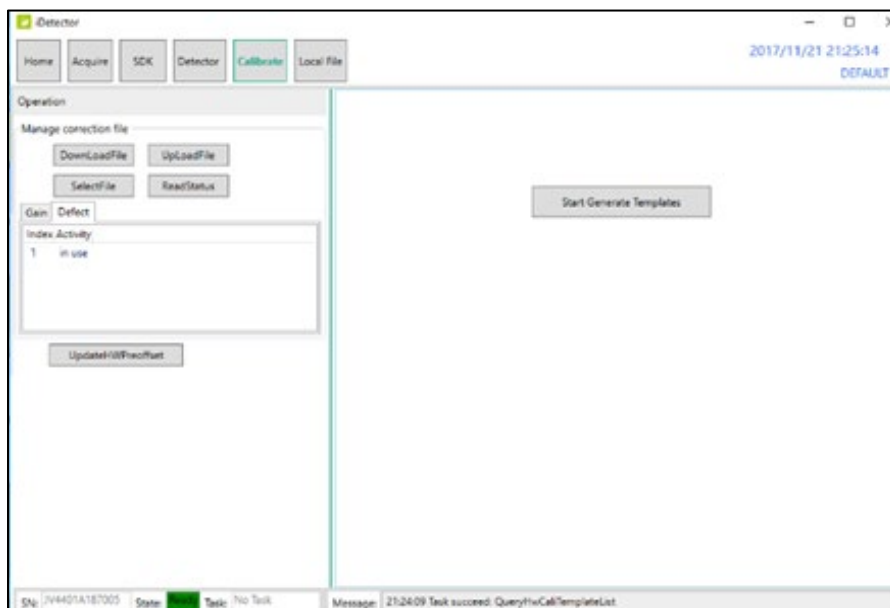 iDetector
Home Acquire SDK Detector Calibrate Local File
2017/11/21 21:25:14
DEFAULT
Operation
Manage correction file
DownLoadFile UpLoadFile
SelectFile ReadStatus
Gain Defect
Index Activity
1 in use
UpdateHWPreoffset
Start Generate Templates
SN: JV4401A187005 State: Ready Task: No Task Message: 21:24:09 Task succeed: QueryHwCaliTemplateList